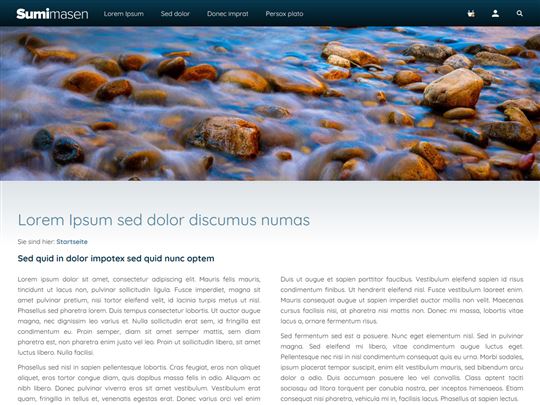 Sumimasen
Lorem Ipsum
Sed dolor
Donec imprat
Persox plato
Lorem Ipsum sed dolor discumus numas
Sie sind hier: Startseite
Sed quid in dolor impotex sed quid nunc optem
Lorem ipsum dolor sit amet, consectetur adipiscing elit. Mauris felis mauris,
tincidunt ut lacus non, pulvinar sollicitudin ligula. Fusce imperdiet, magna sit
amet pulvinar pretium, nisi tortor eleifend velit, id lacinia turpis metus ut nisl.
Phasellus sed pharetra lorem. Duis tempus consectetur lobortis. Ut auctor augue
magna, nec dignissim leo varius et. Nulla sollicitudin erat sem, id fringilla est
condimentum eu. Proin semper, diam sit amet semper mattis, sem diam
pharetra est, non pharetra enim justo vel leo. Proin ut sollicitudin libero, sit amet
luctus libero. Nulla facilisi.
Phasellus sed nisl in sapien pellentesque lobortis. Cras feugiat, eros non aliquet
aliquet, eros tortor congue diam, quis dapibus massa felis in odio. Aliquam ac
nibh libero. Donec pulvinar viverra eros sit amet vestibulum. Vestibulum erat
quam, fringilla in tellus et, venenatis egestas erat. Donec varius orci vel enim
Duis ut augue et sapien porttitor faucibus. Vestibulum eleifend sapien id risus
condimentum finibus. Ut hendrerit eleifend nisl. Fusce vestibulum laoreet enim.
Mauris consequat augue ut sapien imperdiet auctor mollis non velit. Maecenas
cursus facilisis nisi, at pharetra nisi mattis non. Donec mi massa, lobortis vitae
lacus a, ornare fermentum risus.
Sed fermentum sed est a posuere. Nunc eget elementum nisl. Sed in pulvinar
magna. Sed eleifend mi libero, vitae condimentum augue luctus eget.
Pellentesque nec nisi in nisl condimentum consequat quis eu urna. Morbi sodales,
ipsum placerat tempor suscipit, enim elit vestibulum mauris, sed bibendum arcu
dolor a odio. Duis accumsan posuere leo vel convallis. Class aptent taciti
sociosqu ad litora torquent per conubia nostra, per inceptos himenaeos. Etiam
consequat nisi pharetra, vehicula mi in, facilisis lacus. Phasellus at sapien metus.